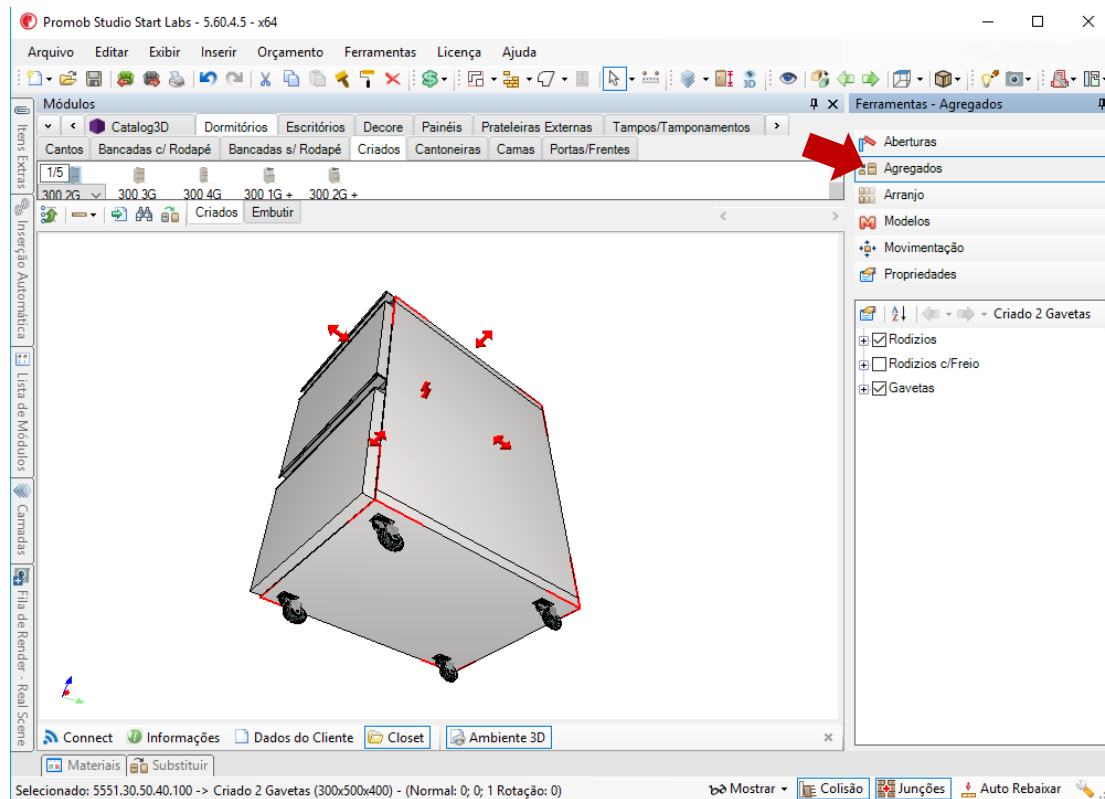 Promob Studio Start Labs - 5.60.4.5 - x64
Arquivo Editar Exibir Inserir Orçamento Ferramentas Licença Ajuda
Módulos
Ferramentas - Agregados
Catalog3D Dormitórios Escritórios Decore Painéis Prateleiras Externas Tampos/Tamponamentos
Cantos Bancadas c/ Rodapé Bancadas s/ Rodapé Criados Cantoneiras Camas Portas/Frentes
1/5
300 2G 300 3G 300 4G 300 1G + 300 2G +
Criados Embutir
Aberturas
Agregados
Arranjo
Modelos
Movimentação
Propriedades
Criado 2 Gavetas
Rodizios
Rodizios c/Freio
Gavetas
Itens Extras
Inserção Automática
Lista de Módulos
Camadas
Fila de Render - Real Scene
Connect Informações Dados do Cliente Closet Ambiente 3D
Materiais Substituir
Selecionado: 5551.30.50.40.100 -> Criado 2 Gavetas (300x500x400) - (Normal: 0; 0; 1 Rotação: 0) Mostrar Colisão Junções Auto Rebaixar